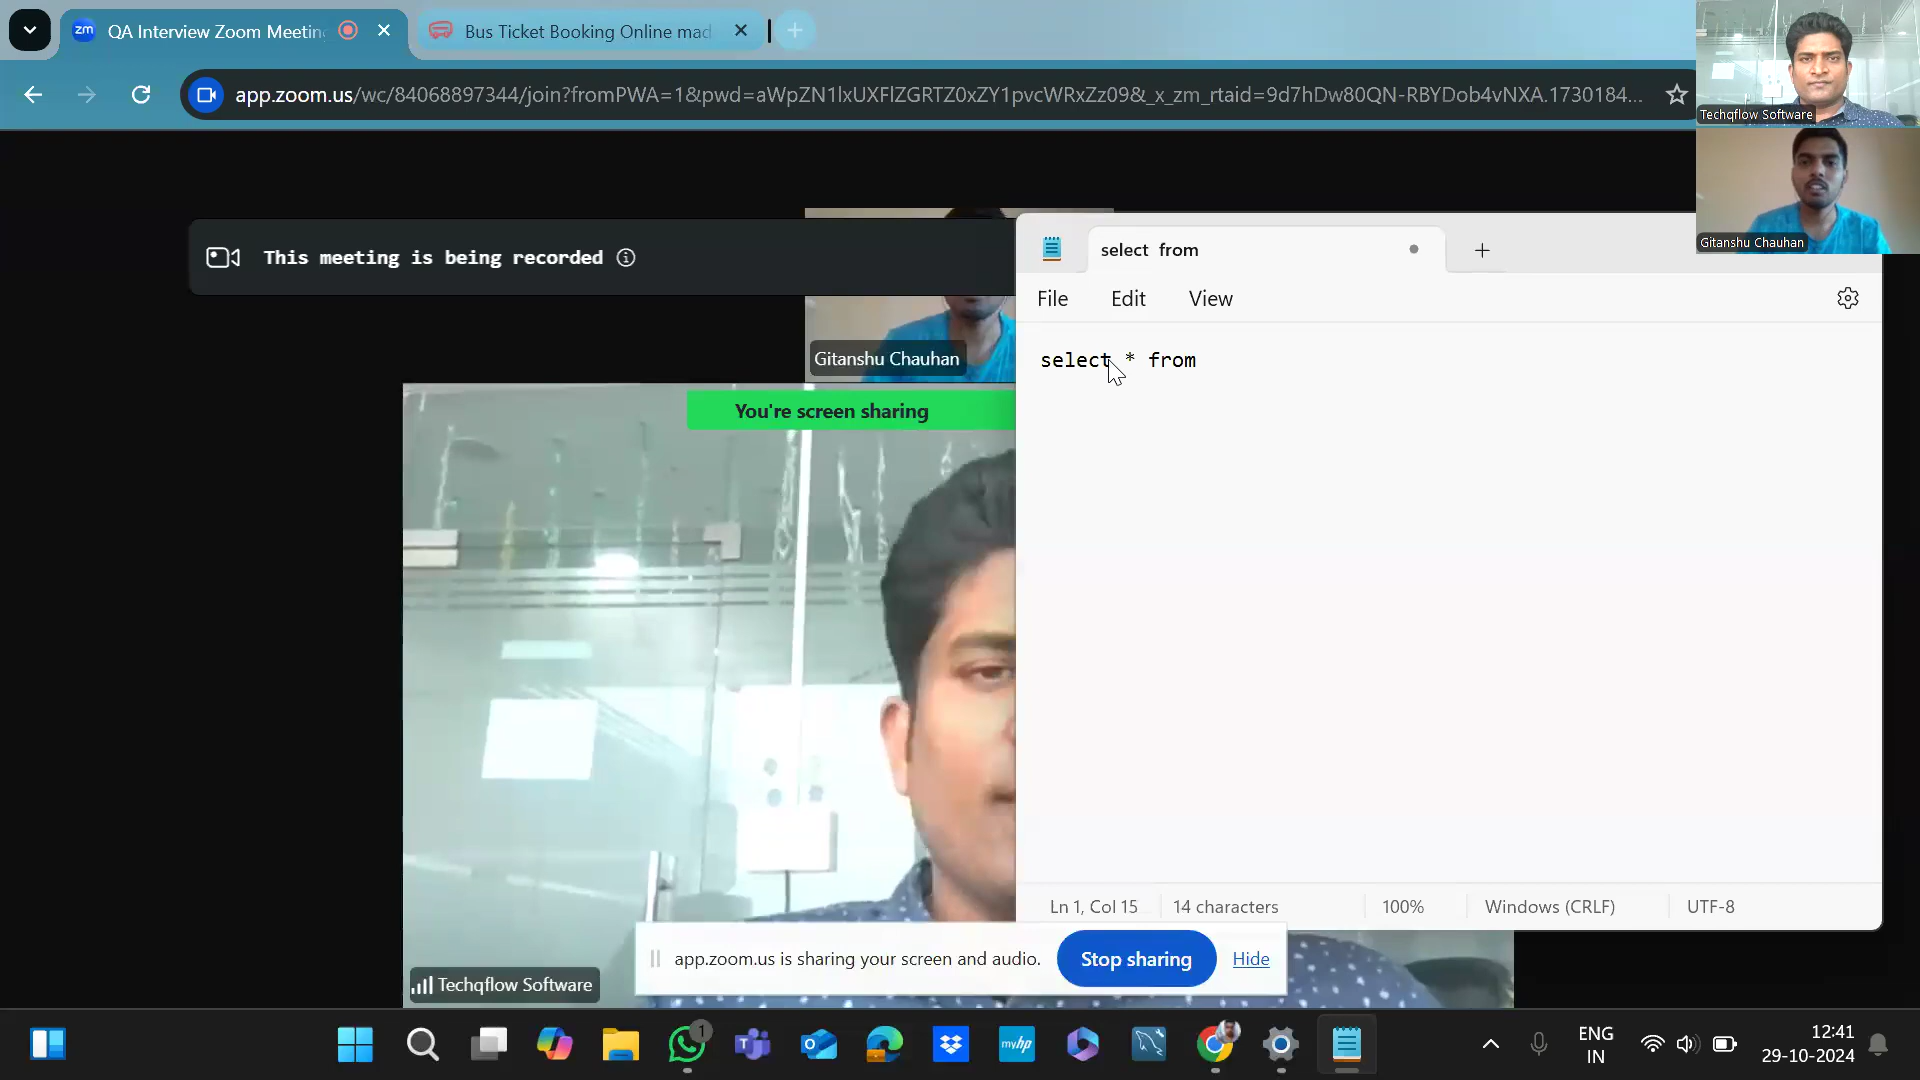 zm QA Interview Zoom Meetin
Bus Ticket Booking Online mad
app.zoom.us/wc/84068897344/join?fromPWA=1&pwd=aWpZN1lxUXFlZGRTZ0xZY1pvcWRxZz09&_x_zm_rtaid=9d7hDw80QN-RBYDob4vNXA.1730184...
Techqflow Software
Gitanshu Chauhan
This meeting is being recorded
Gitanshu Chauhan
You're screen sharing
select from
File Edit View
select * from
Ln 1, Col 15 14 characters 100% Windows (CRLF) UTF-8
app.zoom.us is sharing your screen and audio. Stop sharing Hide
Techqflow Software
1
myhp
ENG
IN
12:41
29-10-2024